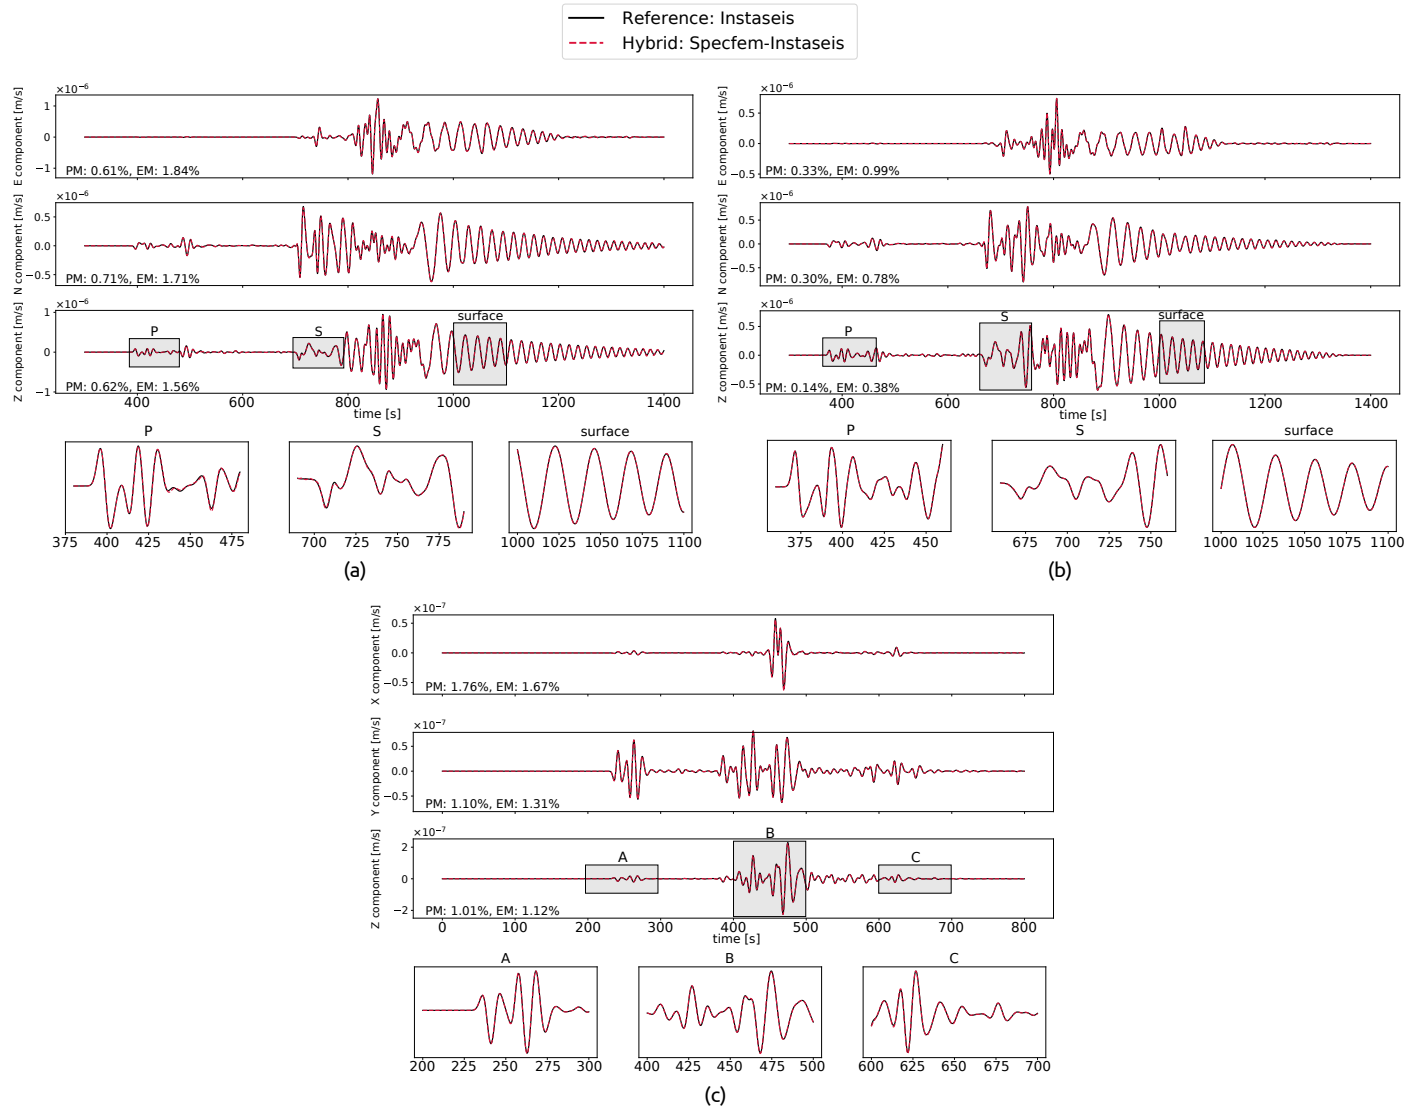 Reference: Instaseis
Hybrid: Specfem-Instaseis
×10⁻⁶
E component [m/s]
1
0
−1
PM: 0.61%, EM: 1.84%
×10⁻⁶
N component [m/s]
0.5
0.0
−0.5
PM: 0.71%, EM: 1.71%
×10⁻⁶
Z component [m/s]
1
0
−1
P
S
surface
PM: 0.62%, EM: 1.56%
400 600 800 1000 1200 1400
time [s]
P
375 400 425 450 475
S
700 725 750 775
surface
1000 1025 1050 1075 1100
(a)
×10⁻⁶
E component [m/s]
0.5
0.0
−0.5
PM: 0.33%, EM: 0.99%
×10⁻⁶
N component [m/s]
0.5
0.0
−0.5
PM: 0.30%, EM: 0.78%
×10⁻⁶
Z component [m/s]
0.5
0.0
−0.5
P
S
surface
PM: 0.14%, EM: 0.38%
400 600 800 1000 1200 1400
time [s]
P
375 400 425 450
S
675 700 725 750
surface
1000 1025 1050 1075 1100
(b)
×10⁻⁷
X component [m/s]
0.5
0.0
−0.5
PM: 1.76%, EM: 1.67%
×10⁻⁷
Y component [m/s]
0.5
0.0
−0.5
PM: 1.10%, EM: 1.31%
×10⁻⁷
Z component [m/s]
2
0
−2
A
B
C
PM: 1.01%, EM: 1.12%
0 100 200 300 400 500 600 700 800
time [s]
A
200 225 250 275 300
B
400 425 450 475 500
C
600 625 650 675 700
(c)